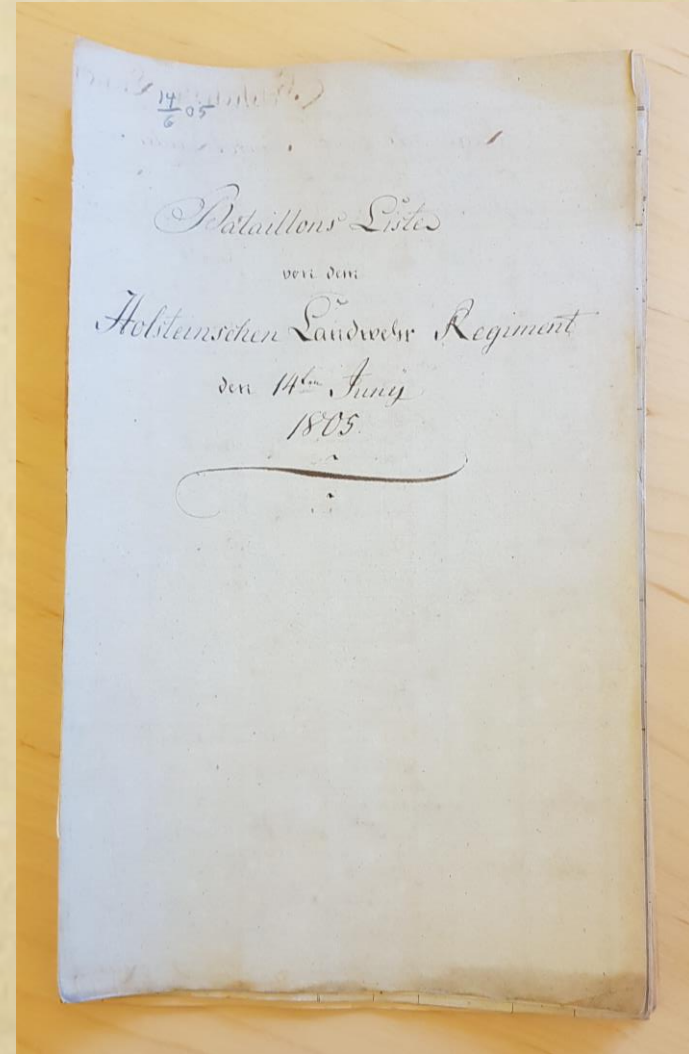 14/6 05
Bataillons Liste
von dem
Holsteinschen Landwehr Regiment
den 14ten Junij
1805.